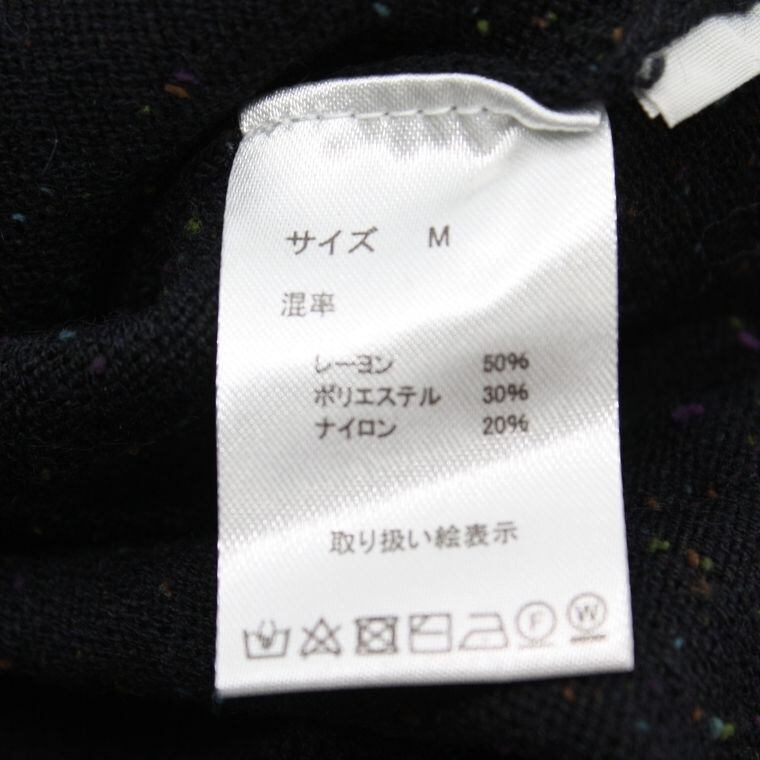 サイズ M
混率
レーヨン 50%
ポリエステル 30%
ナイロン 20%
取り扱い絵表示
F W